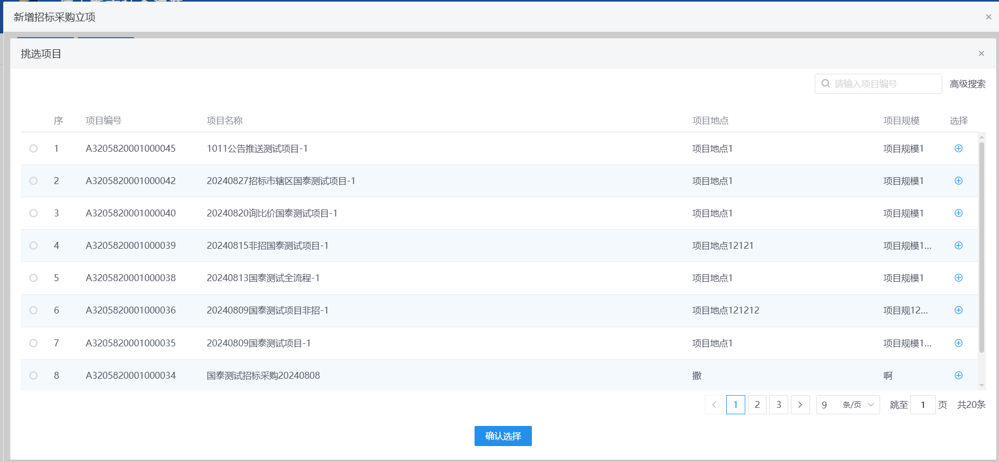 新增招标采购立项
挑选项目
请输入项目编号 高级搜索
序 项目编号 项目名称 项目地点 项目规模 选择
1 A3205820001000045 1011公告推送测试项目-1 项目地点1 项目规模1
2 A3205820001000042 20240827招标市辖区国泰测试项目-1 项目地点1 项目规模1
3 A3205820001000040 20240820询比价国泰测试项目-1 项目地点1 项目规模1
4 A3205820001000039 20240815非招国泰测试项目-1 项目地点12121 项目规模1...
5 A3205820001000038 20240813国泰测试全流程-1 项目地点1 项目规模1
6 A3205820001000036 20240809国泰测试项目非招-1 项目地点121212 项目规12...
7 A3205820001000035 20240809国泰测试项目-1 项目地点1 项目规模1...
8 A3205820001000034 国泰测试招标采购20240808 撒 啊
1 2 3 9 条/页 跳至 1 页 共20条
确认选择